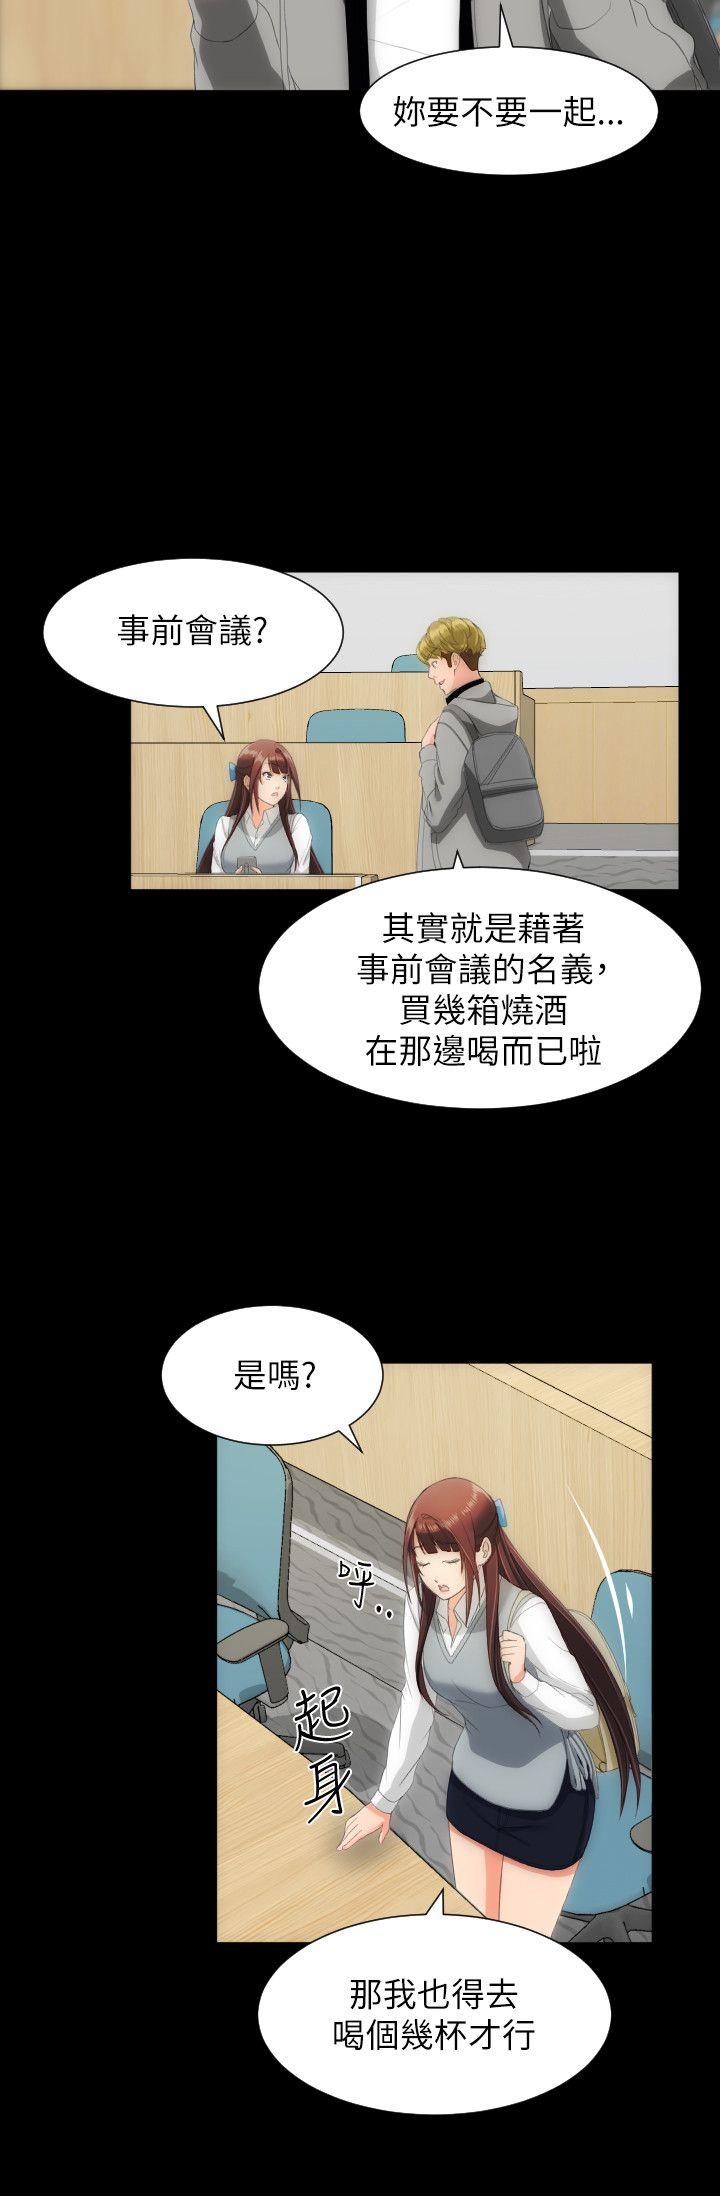 妳要不要一起...
事前會議?
其實就是藉著
事前會議的名義,
買幾箱燒酒
在那邊喝而已啦
是嗎?
呼..
起身
那我也得去
喝個幾杯才行